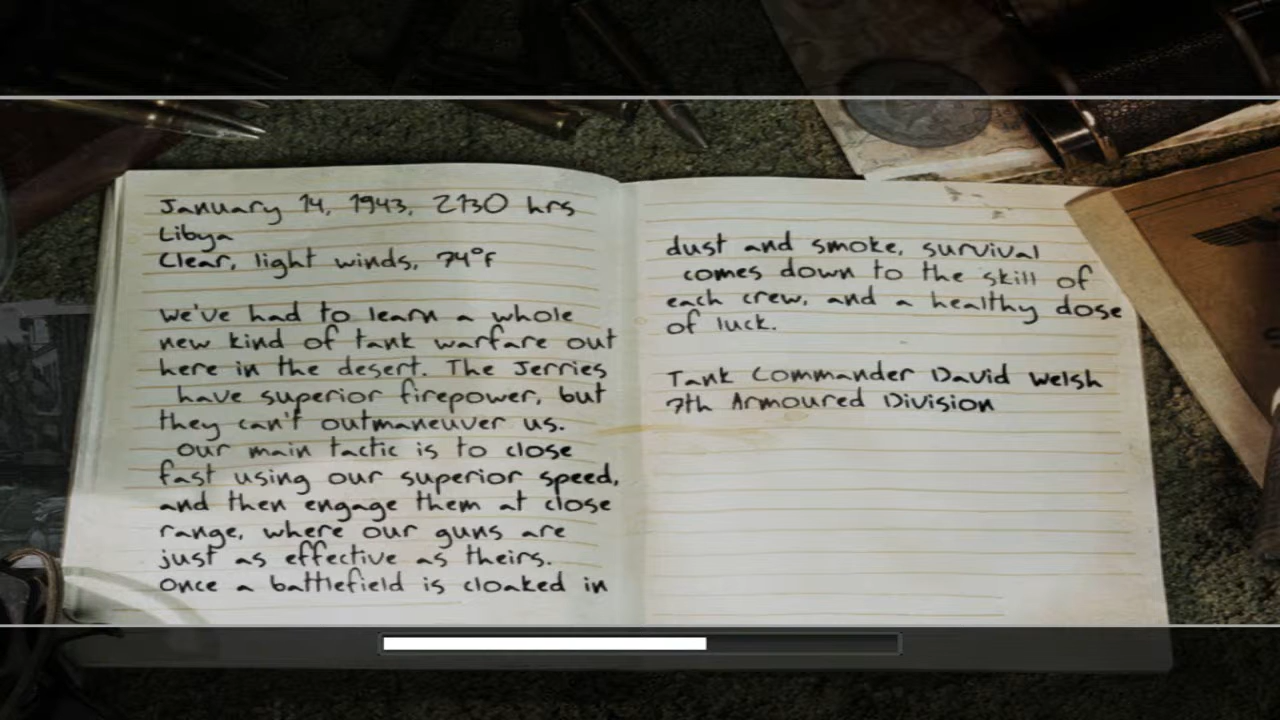 January 14, 1943, 2130 hrs
Libya
Clear, light winds, 74°F
We've had to learn a whole
new kind of tank warfare out
here in the desert. The Jerries
have superior firepower, but
they can't outmaneuver us.
Our main tactic is to close
fast using our superior speed,
and then engage them at close
range, where our guns are
just as effective as theirs.
Once a battlefield is cloaked in
dust and smoke, survival
comes down to the skill of
each crew, and a healthy dose
of luck.
Tank Commander David Welsh
7th Armoured Division